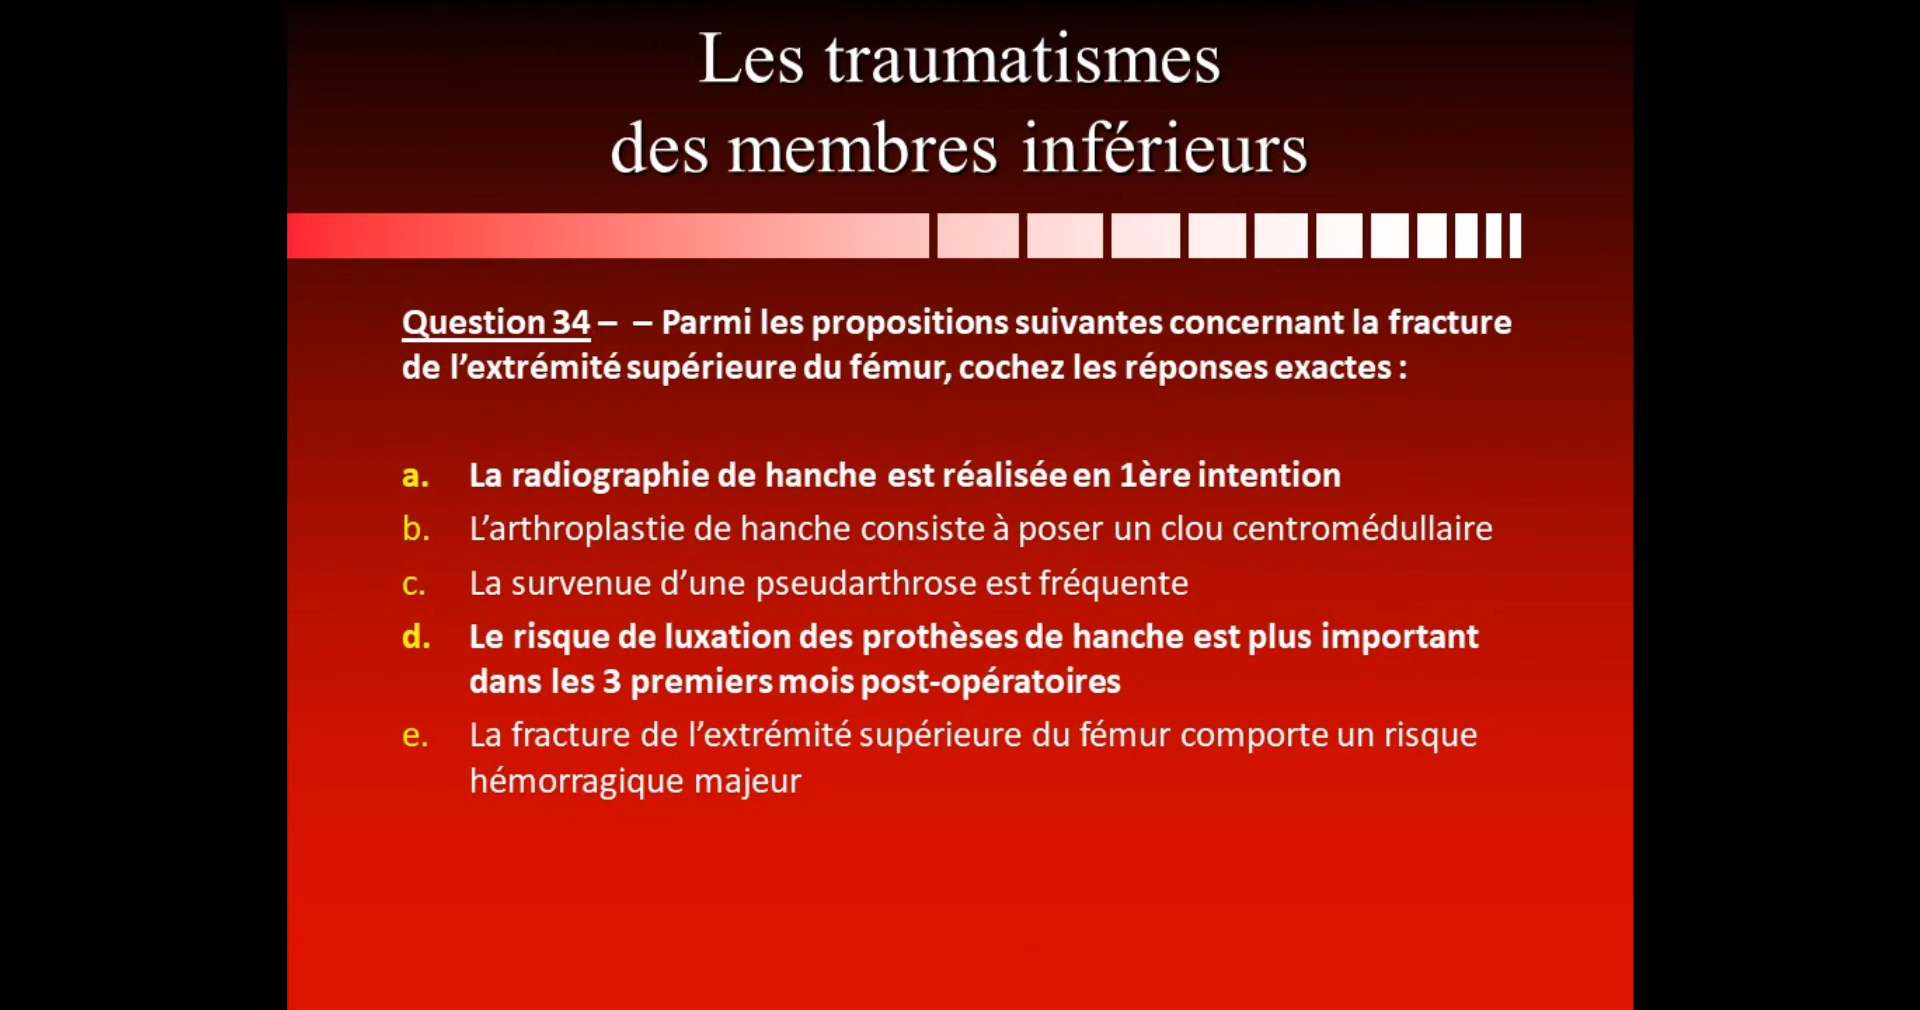 Les traumatismes
des membres inférieurs
Question 34 – – Parmi les propositions suivantes concernant la fracture
de l’extrémité supérieure du fémur, cochez les réponses exactes :
a. La radiographie de hanche est réalisée en 1ère intention
b. L’arthroplastie de hanche consiste à poser un clou centromédullaire
c. La survenue d’une pseudarthrose est fréquente
d. Le risque de luxation des prothèses de hanche est plus important
dans les 3 premiers mois post-opératoires
e. La fracture de l’extrémité supérieure du fémur comporte un risque
hémorragique majeur